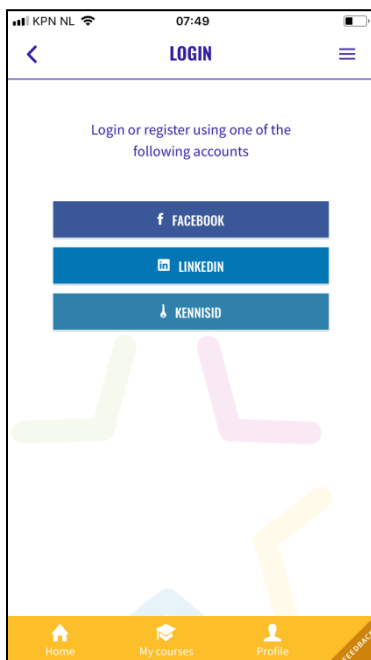 KPN NL 07:49
LOGIN
Login or register using one of the
following accounts
FACEBOOK
LINKEDIN
KENNISID
Home My courses Profile
FEEDBACK